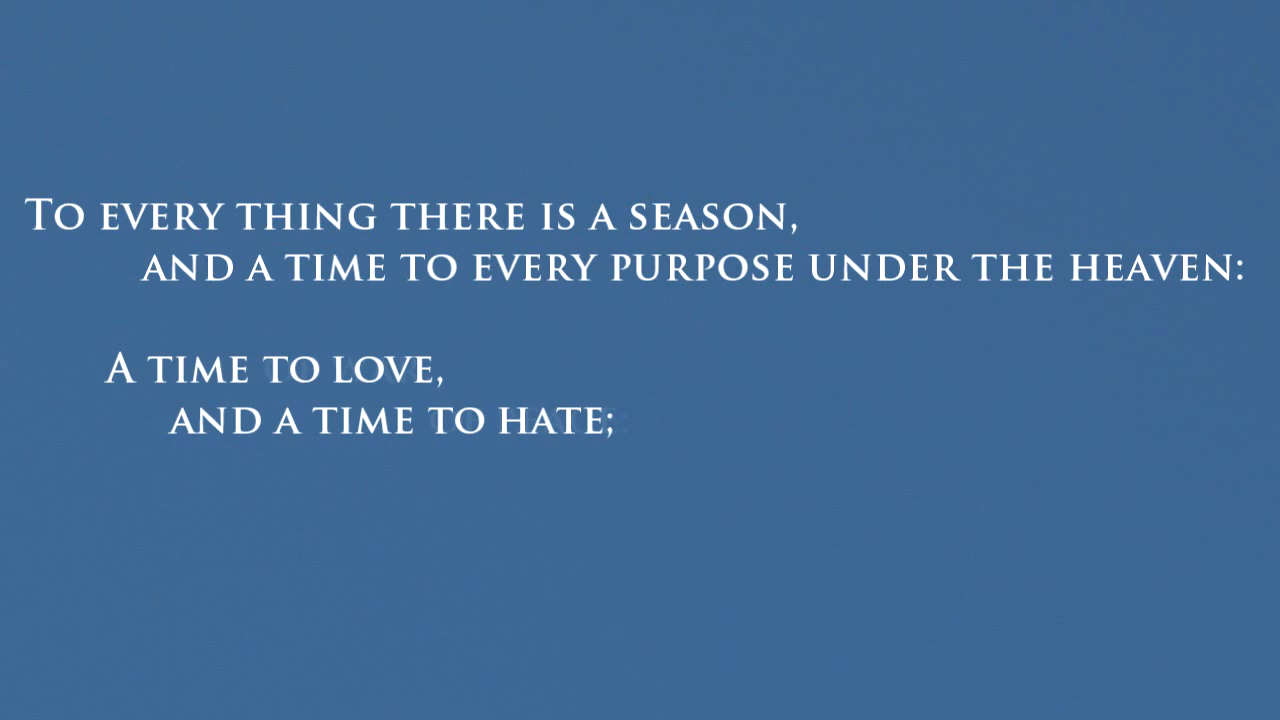 To every thing there is a season,
and a time to every purpose under the heaven:
A time to love,
and a time to hate;